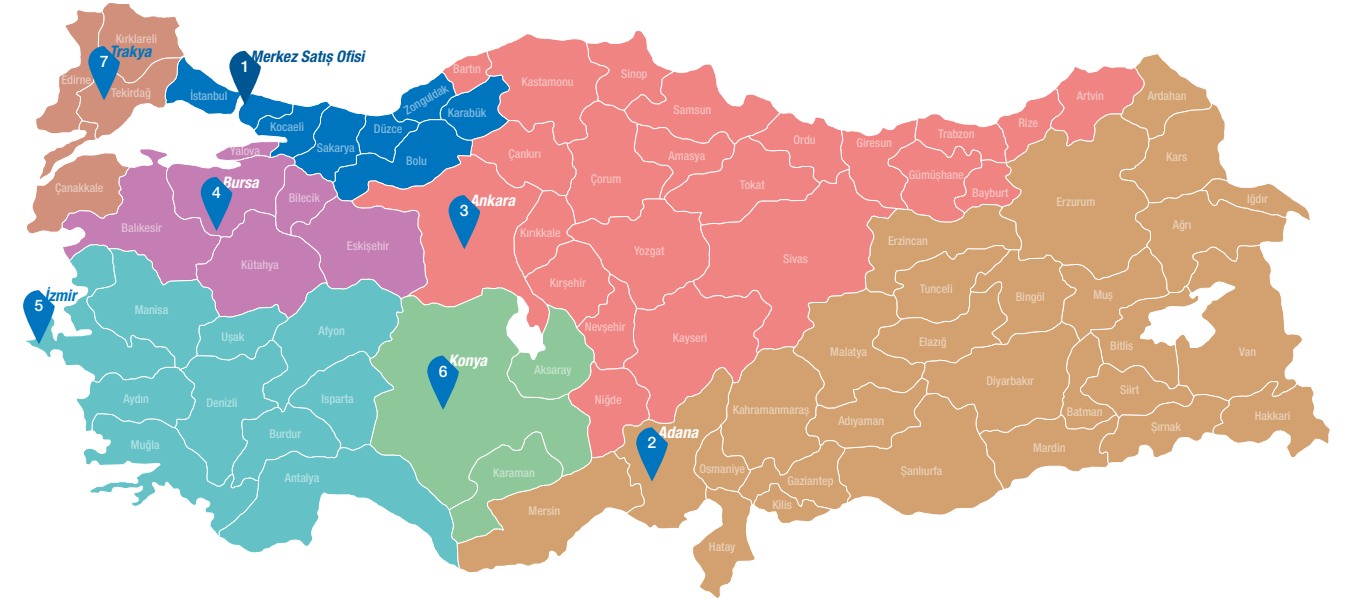 Kırklareli
7
Trakya
Edirne
Tekirdağ
1
Merkez Satış Ofisi
İstanbul
Kocaeli
Yalova
Sakarya
Düzce
Zonguldak
Karabük
Bolu
Bartın
Kastamonu
Sinop
Samsun
Çankırı
Çorum
Amasya
Ordu
Tokat
Giresun
Trabzon
Gümüşhane
Bayburt
Rize
Artvin
Ardahan
Kars
Iğdır
Ağrı
Erzurum
Erzincan
Çanakkale
4
Bursa
Bilecik
Balıkesir
Kütahya
Eskişehir
3
Ankara
Kırıkkale
Yozgat
Sivas
Kırşehir
Nevşehir
Kayseri
Niğde
5
İzmir
Manisa
Uşak
Afyon
Aydın
Denizli
Isparta
Muğla
Burdur
Antalya
6
Konya
Aksaray
Karaman
Mersin
2
Adana
Osmaniye
Kahramanmaraş
Malatya
Tunceli
Bingöl
Muş
Elazığ
Bitlis
Van
Diyarbakır
Siirt
Batman
Hakkari
Şırnak
Adıyaman
Mardin
Şanlıurfa
Gaziantep
Kilis
Hatay